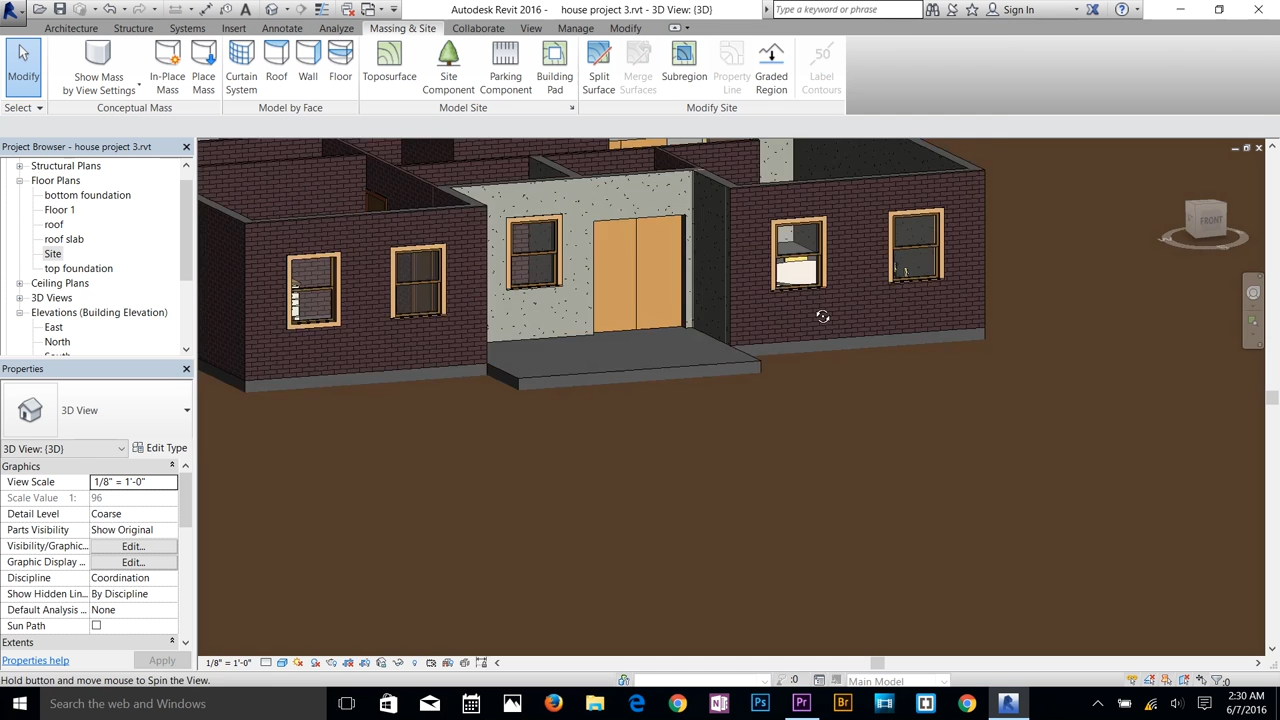 Autodesk Revit 2016 - house project 3.rvt - 3D View: {3D}
Type a keyword or phrase
Sign In
Architecture Structure Systems Insert Annotate Analyze Massing & Site Collaborate View Manage Modify
Modify
Show Mass
by View Settings
In-Place
Mass
Place
Mass
Curtain
System
Roof
Wall
Floor
Toposurface
Site
Component
Parking
Component
Building
Pad
Split
Surface
Merge
Surfaces
Subregion
Property
Line
Graded
Region
50
Label
Contours
Select
Conceptual Mass
Model by Face
Model Site
Modify Site
Project Browser - house project 3.rvt
Structural Plans
Floor Plans
bottom foundation
Floor 1
roof
roof slab
Site
top foundation
Ceiling Plans
3D Views
Elevations (Building Elevation)
East
North
FRONT
Properties
3D View
3D View: {3D}
Edit Type
Graphics
View Scale 1/8" = 1'-0"
Scale Value 1: 96
Detail Level Coarse
Parts Visibility Show Original
Visibility/Graphic... Edit...
Graphic Display ... Edit...
Discipline Coordination
Show Hidden Lin... By Discipline
Default Analysis ... None
Sun Path
Extents
Properties help
Apply
1/8" = 1'-0"
Hold button and move mouse to Spin the View.
:0
Main Model
:0
Search the web and Windows
2:30 AM
6/7/2016